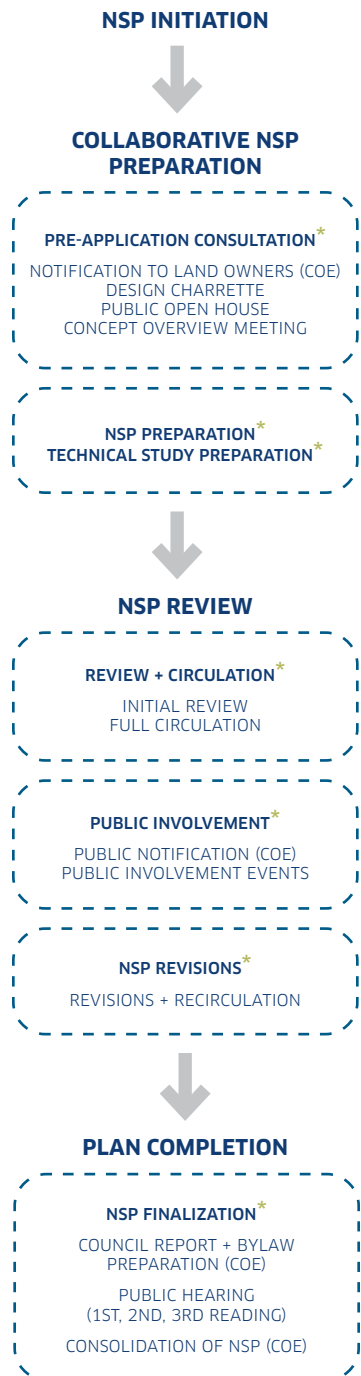 NSP INITIATION
COLLABORATIVE NSP
PREPARATION
PRE-APPLICATION CONSULTATION*
NOTIFICATION TO LAND OWNERS (COE)
DESIGN CHARRETTE
PUBLIC OPEN HOUSE
CONCEPT OVERVIEW MEETING
NSP PREPARATION*
TECHNICAL STUDY PREPARATION*
NSP REVIEW
REVIEW + CIRCULATION*
INITIAL REVIEW
FULL CIRCULATION
PUBLIC INVOLVEMENT*
PUBLIC NOTIFICATION (COE)
PUBLIC INVOLVEMENT EVENTS
NSP REVISIONS*
REVISIONS + RECIRCULATION
PLAN COMPLETION
NSP FINALIZATION*
COUNCIL REPORT + BYLAW
PREPARATION (COE)
PUBLIC HEARING
(1ST, 2ND, 3RD READING)
CONSOLIDATION OF NSP (COE)